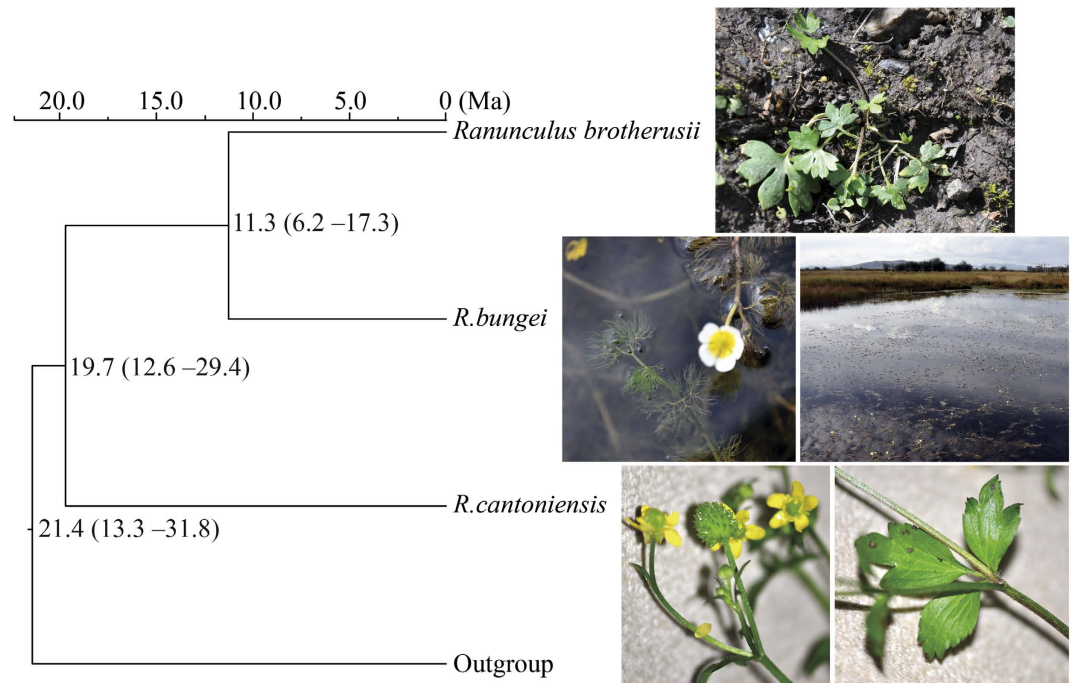 20.0 15.0 10.0 5.0 0 (Ma)
Ranunculus brotherusii
11.3 (6.2 –17.3)
R.bungei
19.7 (12.6 –29.4)
R.cantoniensis
21.4 (13.3 –31.8)
Outgroup